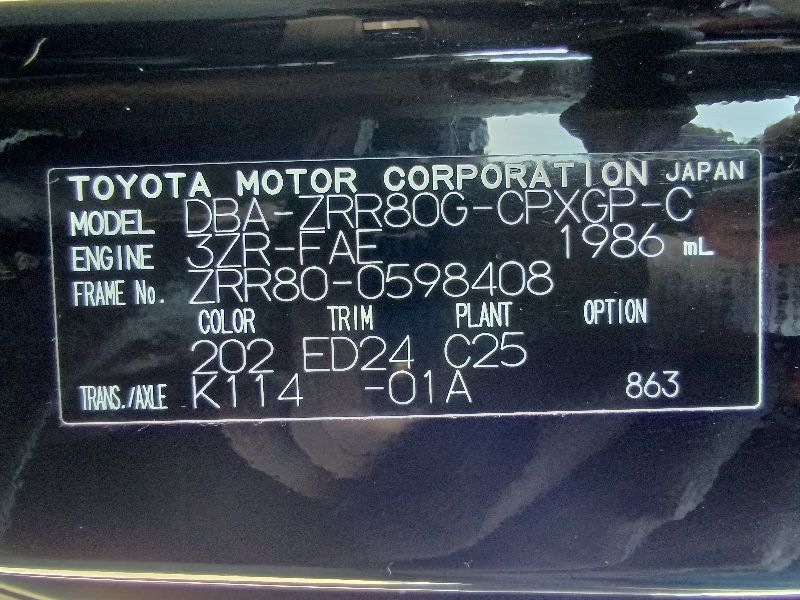 TOYOTA MOTOR CORPORATION JAPAN
MODEL DBA-ZRR80G-CPXGP-C
ENGINE 3ZR-FAE 1986 mL
FRAME No. ZRR80-0598408
COLOR TRIM PLANT OPTION
202 ED24 C25
TRANS./AXLE K114 -01A 863